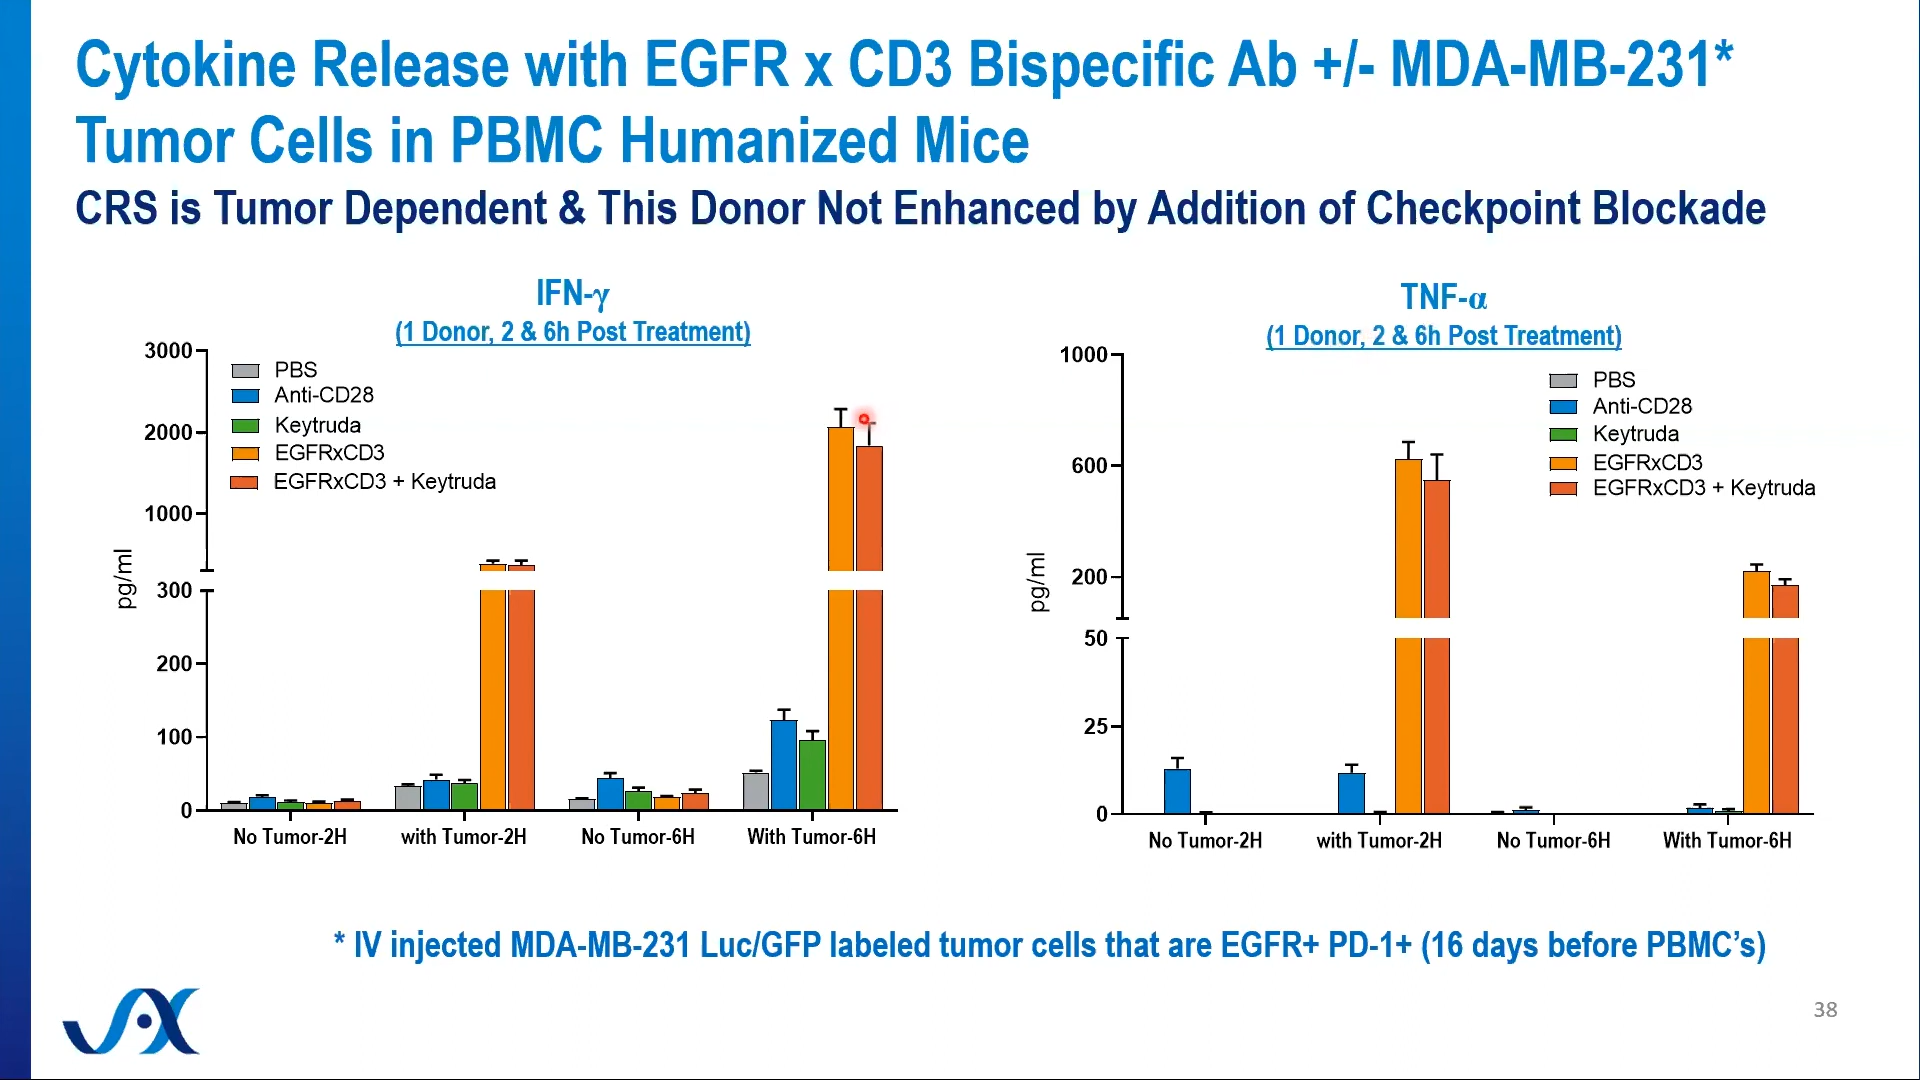 Cytokine Release with EGFR x CD3 Bispecific Ab +/- MDA-MB-231*
Tumor Cells in PBMC Humanized Mice
CRS is Tumor Dependent & This Donor Not Enhanced by Addition of Checkpoint Blockade
IFN-γ
(1 Donor, 2 & 6h Post Treatment)
3000
2000
1000
300
200
100
0
pg/ml
PBS
Anti-CD28
Keytruda
EGFRxCD3
EGFRxCD3 + Keytruda
No Tumor-2H
with Tumor-2H
No Tumor-6H
With Tumor-6H
TNF-α
(1 Donor, 2 & 6h Post Treatment)
1000
600
200
50
25
0
pg/ml
PBS
Anti-CD28
Keytruda
EGFRxCD3
EGFRxCD3 + Keytruda
No Tumor-2H
with Tumor-2H
No Tumor-6H
With Tumor-6H
* IV injected MDA-MB-231 Luc/GFP labeled tumor cells that are EGFR+ PD-1+ (16 days before PBMC’s)
JAX
38